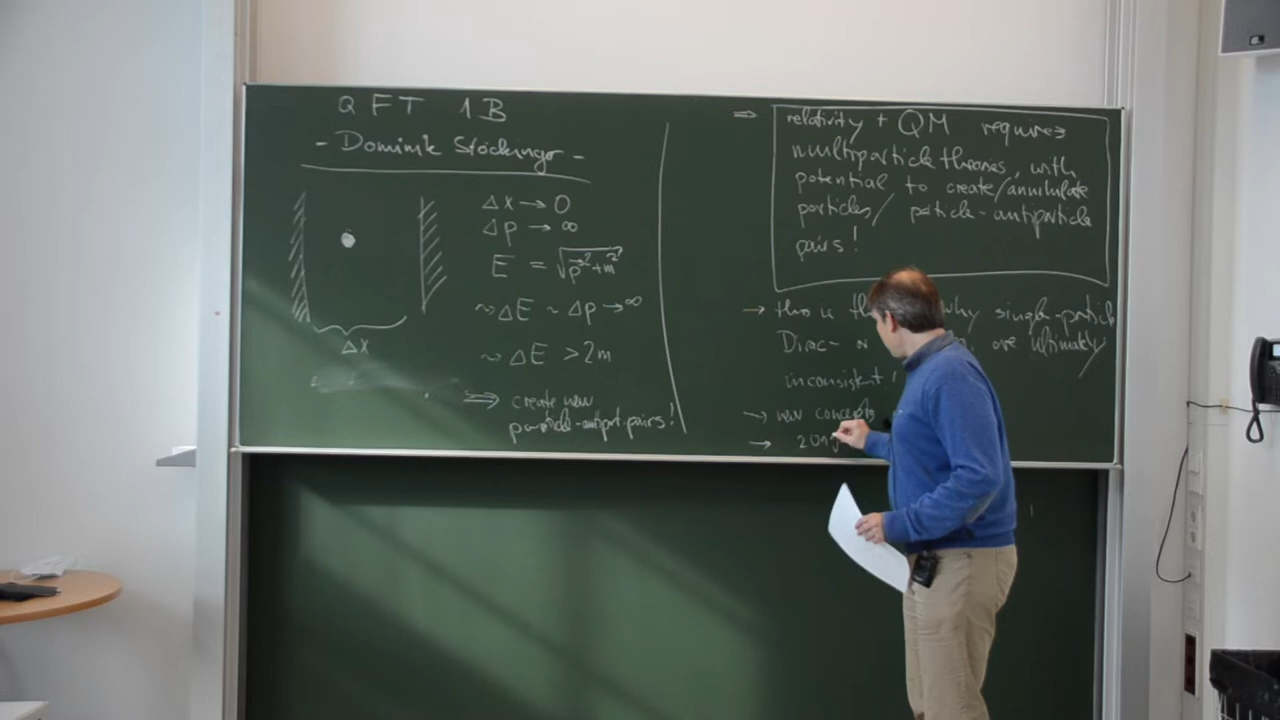 QFT 1B
- Dominik Stöckinger -
Δx → 0
Δp → ∞
E = √p⃗²+m²
~> ΔE ~ Δp → ∞
Δx
~> ΔE > 2m
⇒ create new
particle-antipart.pairs!
⇒ relativity + QM requires
multiparticle theories, with
potential to create/annihilate
particles/ particle-antiparticle
pairs!
→ this is why single-particle
Dirac- are ultimately
inconsistent!
→ new concepts
→